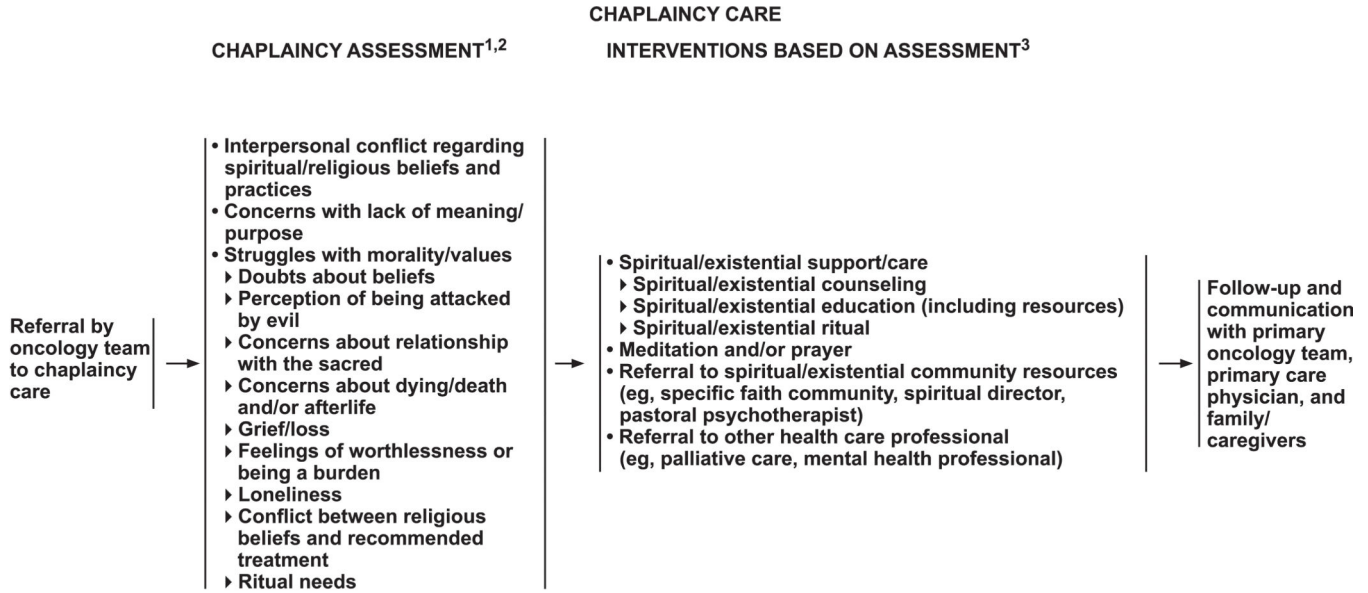 CHAPLAINCY CARE
CHAPLAINCY ASSESSMENT1,2
INTERVENTIONS BASED ON ASSESSMENT3
Referral by
oncology team
to chaplaincy
care
• Interpersonal conflict regarding
spiritual/religious beliefs and
practices
• Concerns with lack of meaning/
purpose
• Struggles with morality/values
‣ Doubts about beliefs
‣ Perception of being attacked
by evil
‣ Concerns about relationship
with the sacred
‣ Concerns about dying/death
and/or afterlife
‣ Grief/loss
‣ Feelings of worthlessness or
being a burden
‣ Loneliness
‣ Conflict between religious
beliefs and recommended
treatment
‣ Ritual needs
• Spiritual/existential support/care
‣ Spiritual/existential counseling
‣ Spiritual/existential education (including resources)
‣ Spiritual/existential ritual
• Meditation and/or prayer
• Referral to spiritual/existential community resources
(eg, specific faith community, spiritual director,
pastoral psychotherapist)
• Referral to other health care professional
(eg, palliative care, mental health professional)
Follow-up and
communication
with primary
oncology team,
primary care
physician, and
family/
caregivers